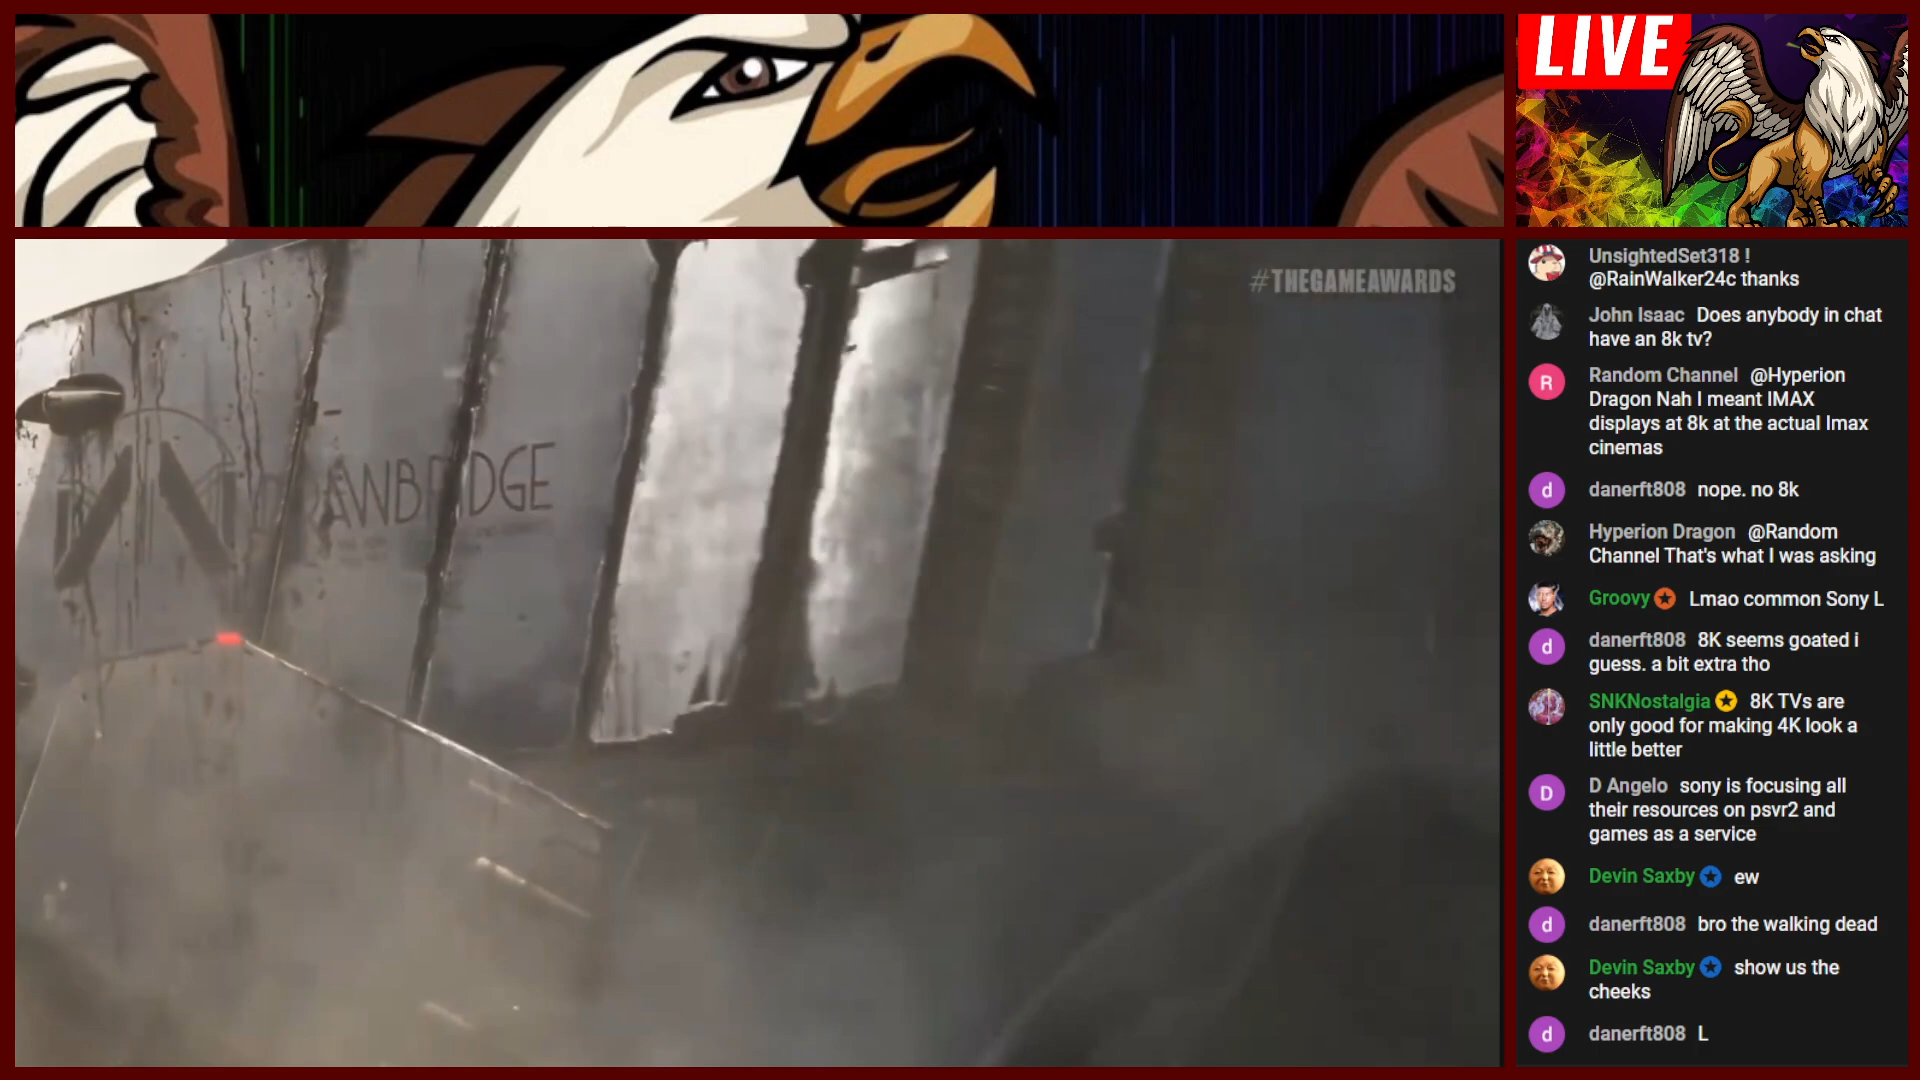 LIVE
#THEGAMEAWARDS
UnsightedSet318 !
@RainWalker24c thanks
John Isaac Does anybody in chat
have an 8k tv?
R
Random Channel @Hyperion
Dragon Nah I meant IMAX
displays at 8k at the actual Imax
cinemas
d
danerft808 nope. no 8k
Hyperion Dragon @Random
Channel That's what I was asking
Groovy Lmao common Sony L
d
danerft808 8K seems goated i
guess. a bit extra tho
SNKNostalgia 8K TVs are
only good for making 4K look a
little better
D
D Angelo sony is focusing all
their resources on psvr2 and
games as a service
Devin Saxby ew
d
danerft808 bro the walking dead
Devin Saxby show us the
cheeks
d
danerft808 L